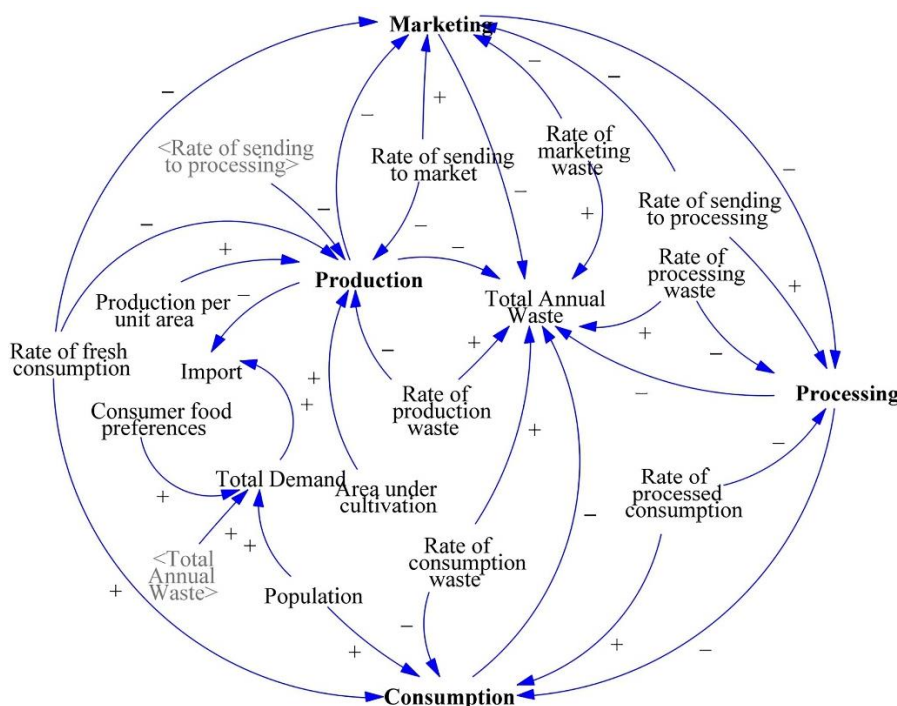 Marketing
<Rate of sending
to processing>
Rate of sending
to market
Rate of
marketing
waste
Rate of sending
to processing
Production
Production per
unit area
Total Annual
Waste
Rate of
processing
waste
Rate of fresh
consumption
Import
Consumer food
preferences
Rate of
production
waste
Processing
Total Demand
Area under
cultivation
Rate of
processed
consumption
<Total
Annual
Waste>
Population
Rate of
consumption
waste
Consumption